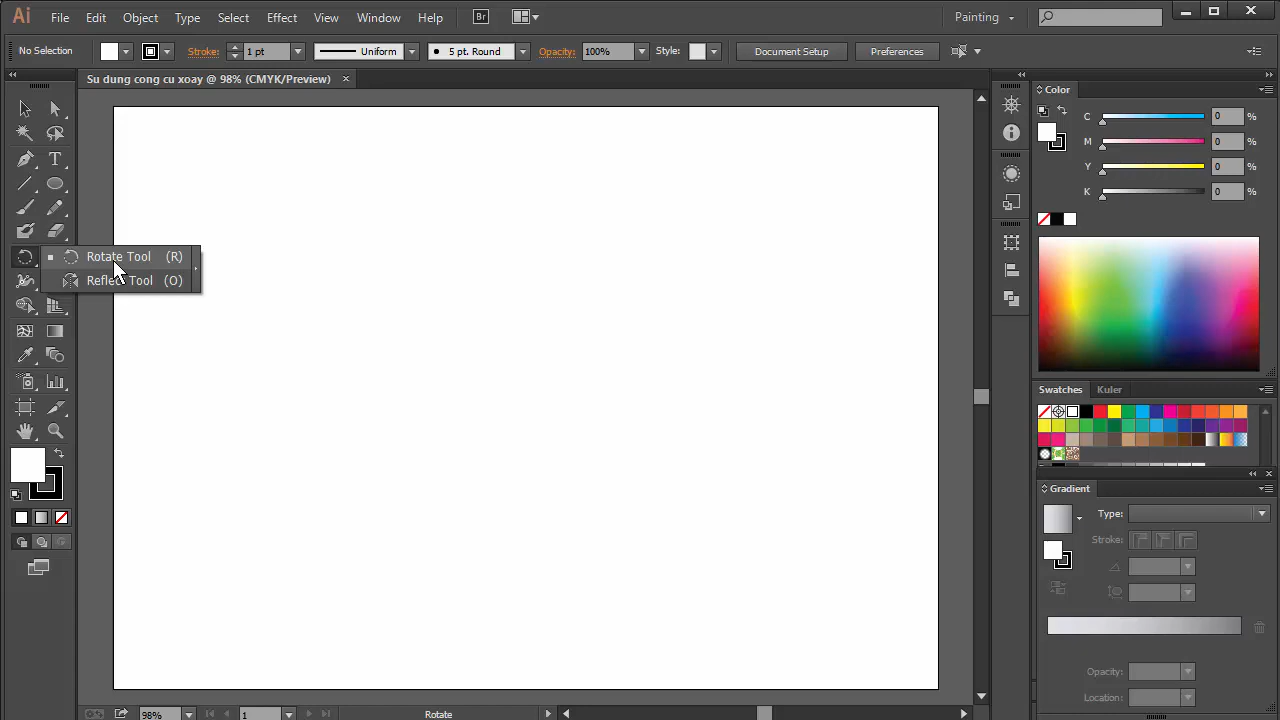 Ai File Edit Object Type Select Effect View Window Help Br Painting
No Selection Stroke: 1 pt Uniform 5 pt. Round Opacity: 100% Style: Document Setup Preferences
Su dung cong cu xoay @ 98% (CMYK/Preview)
Color
C 0 %
M 0 %
Y 0 %
K 0 %
Rotate Tool (R)
Reflect Tool (O)
Swatches Kuler
Gradient
Type:
Stroke:
Opacity:
Location:
98% 1 Rotate